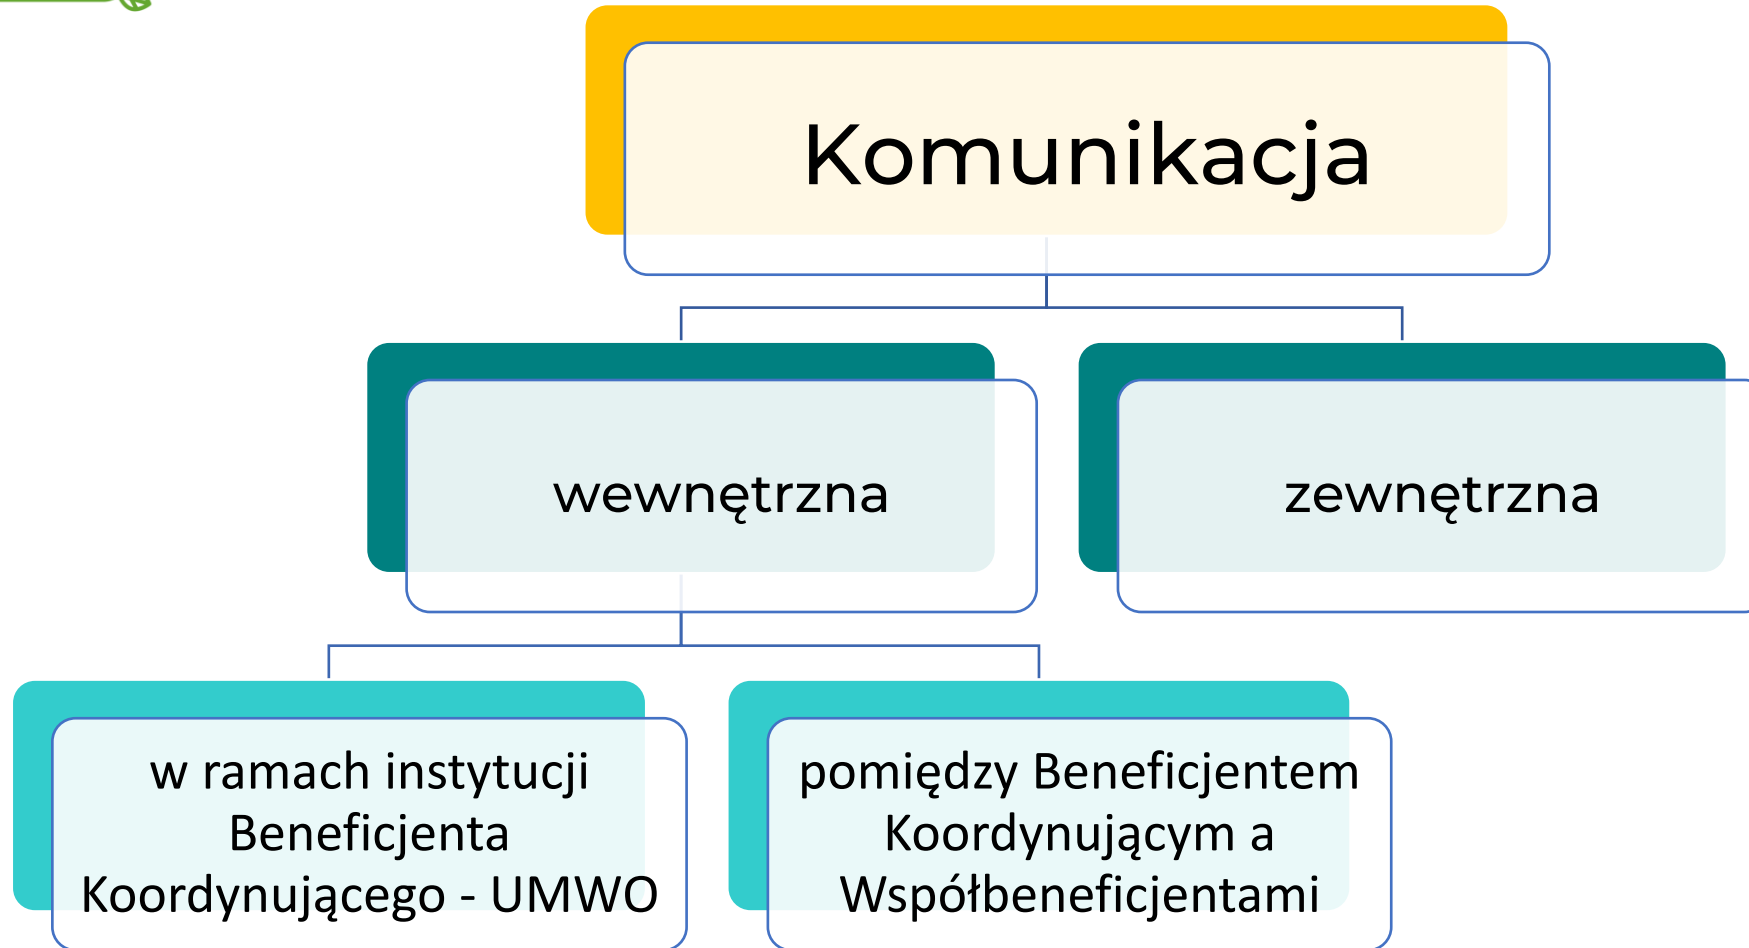 Komunikacja
wewnętrzna
zewnętrzna
w ramach instytucji
Beneficjenta
Koordynującego - UMWO
pomiędzy Beneficjentem
Koordynującym a
Współbeneficjentami